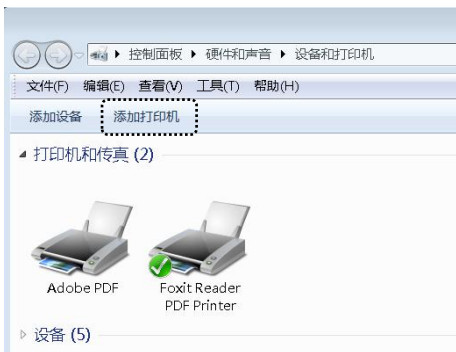 控制面板 ▸ 硬件和声音 ▸ 设备和打印机
文件(F) 编辑(E) 查看(V) 工具(T) 帮助(H)
添加设备 添加打印机
打印机和传真 (2)
Adobe PDF
Foxit Reader
PDF Printer
设备 (5)